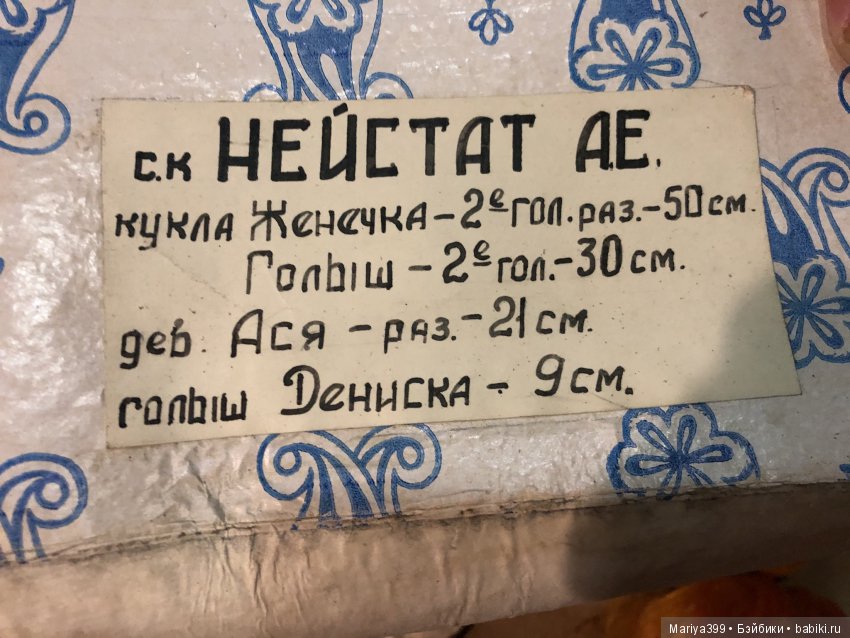 с.к НЕЙСТАТ А.Е.
кукла Женечка – 2е гол. раз. – 50 см.
Голыш – 2е гол. – 30 см.
дев. Ася – раз. – 21 см.
голыш Дениска – 9 см.
Mariya399 • Бэйбики • babiki.ru